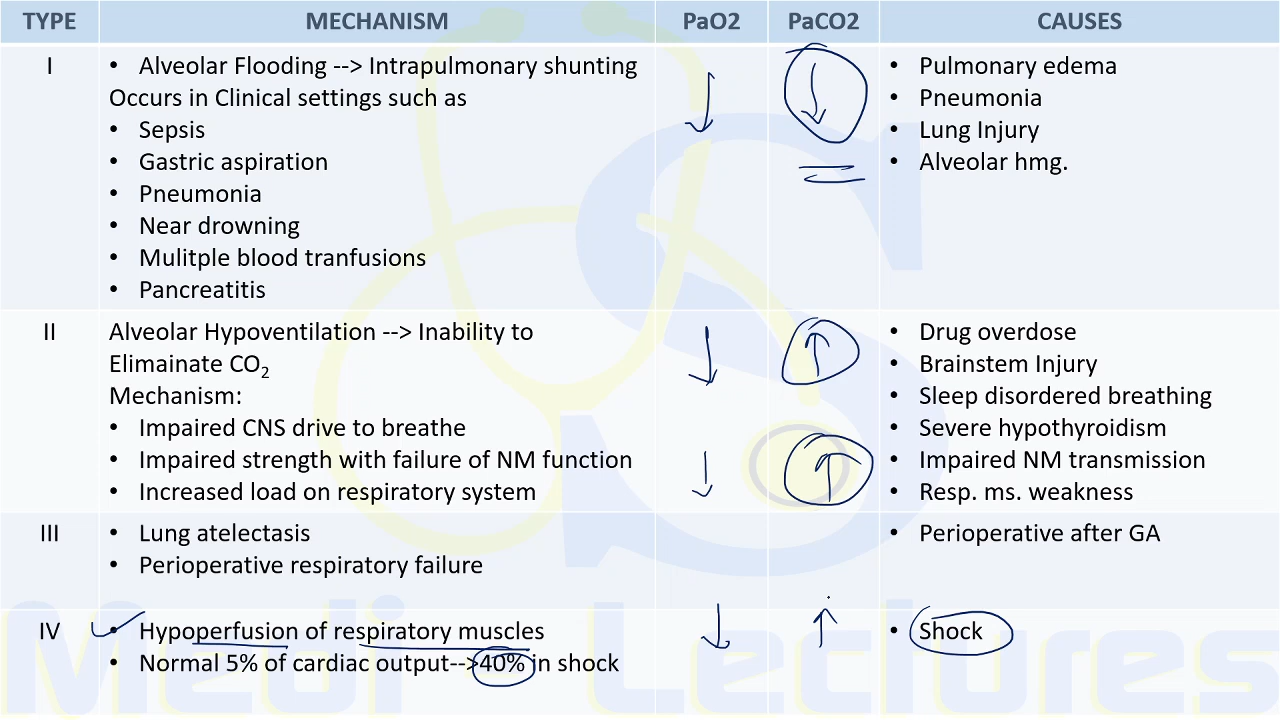 TYPE MECHANISM PaO2 PaCO2 CAUSES
I • Alveolar Flooding --> Intrapulmonary shunting ↓ ↓ • Pulmonary edema
Occurs in Clinical settings such as • Pneumonia
• Sepsis • Lung Injury
• Gastric aspiration • Alveolar hmg.
• Pneumonia
• Near drowning
• Mulitple blood tranfusions
• Pancreatitis
II Alveolar Hypoventilation --> Inability to ↓ ↑ • Drug overdose
Elimainate CO₂ • Brainstem Injury
Mechanism: • Sleep disordered breathing
• Impaired CNS drive to breathe • Severe hypothyroidism
• Impaired strength with failure of NM function ↓ ↑ • Impaired NM transmission
• Increased load on respiratory system • Resp. ms. weakness
III • Lung atelectasis • Perioperative after GA
• Perioperative respiratory failure
IV • Hypoperfusion of respiratory muscles ↓ ↑ • Shock
• Normal 5% of cardiac output-->40% in shock
Medi Lectures